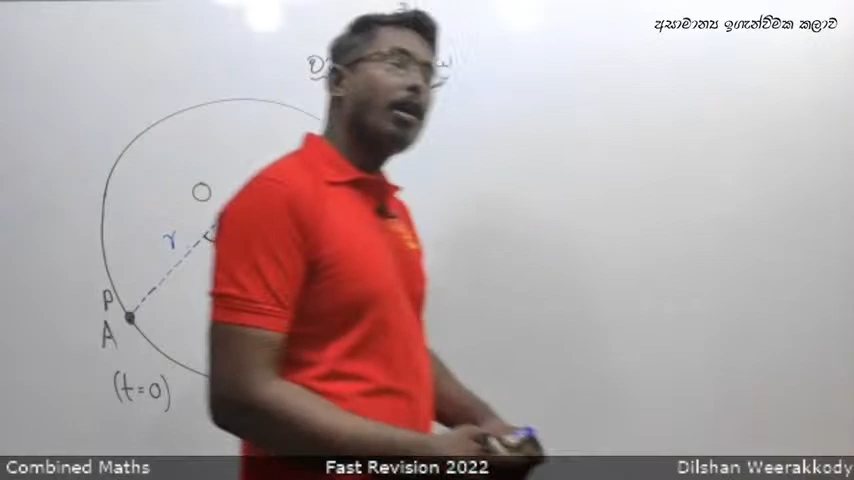 අසාමාන්‍ය ඉගැන්වීමක කලාව
O
r
P
A
(t=0)
Combined Maths
Fast Revision 2022
Dilshan Weerakkody